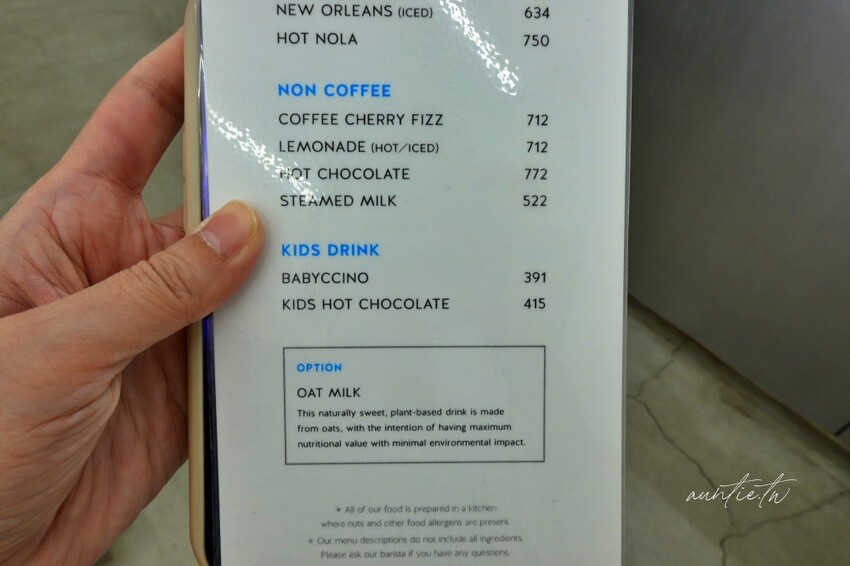 NEW ORLEANS (ICED) 634
HOT NOLA 750
NON COFFEE
COFFEE CHERRY FIZZ 712
LEMONADE (HOT/ICED) 712
HOT CHOCOLATE 772
STEAMED MILK 522
KIDS DRINK
BABYCCINO 391
KIDS HOT CHOCOLATE 415
OPTION
OAT MILK
This naturally sweet, plant-based drink is made
from oats, with the intention of having maximum
nutritional value with minimal environmental impact.
* All of our food is prepared in a kitchen
where nuts and other food allergens are present.
* Our menu descriptions do not include all ingredients.
Please ask our barista if you have any questions.
auntie.tw